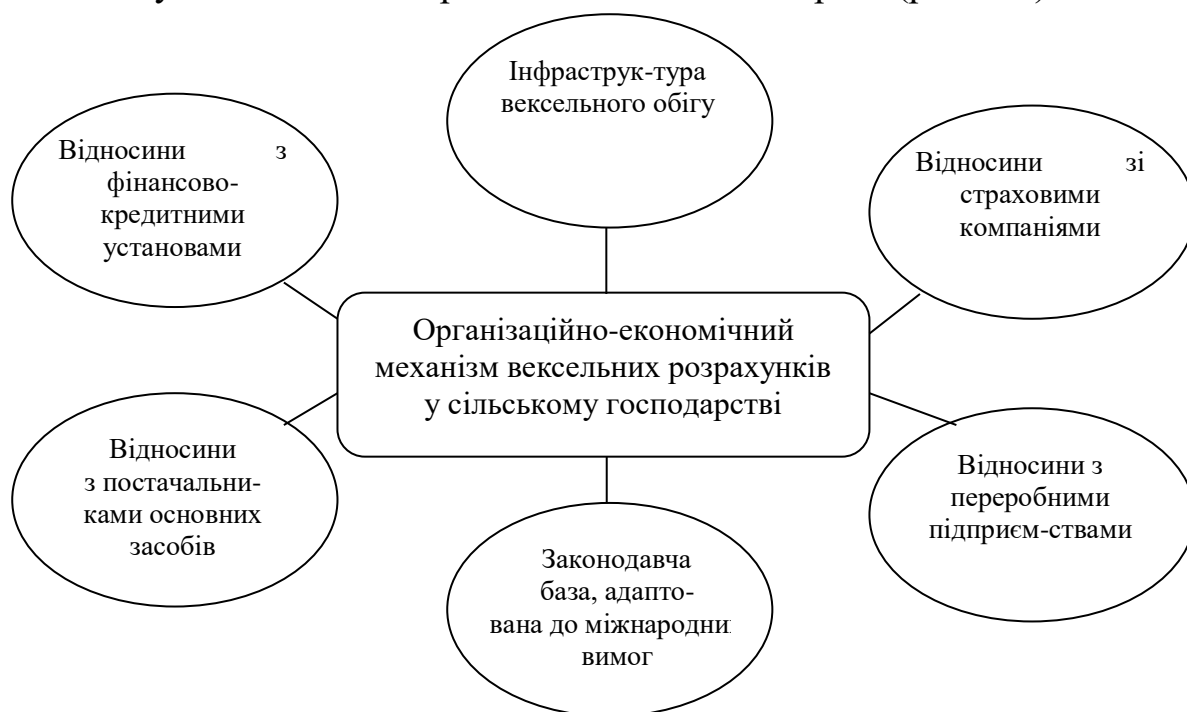 Інфраструк-тура
вексельного обігу
Відносини з
фінансово-
кредитними
установами
Відносини зі
страховими
компаніями
Організаційно-економічний
механізм вексельних розрахунків
у сільському господарстві
Відносини
з постачальни-
ками основних
засобів
Відносини з
переробними
підприєм-ствами
Законодавча
база, адапто-
вана до міжнародни
вимог